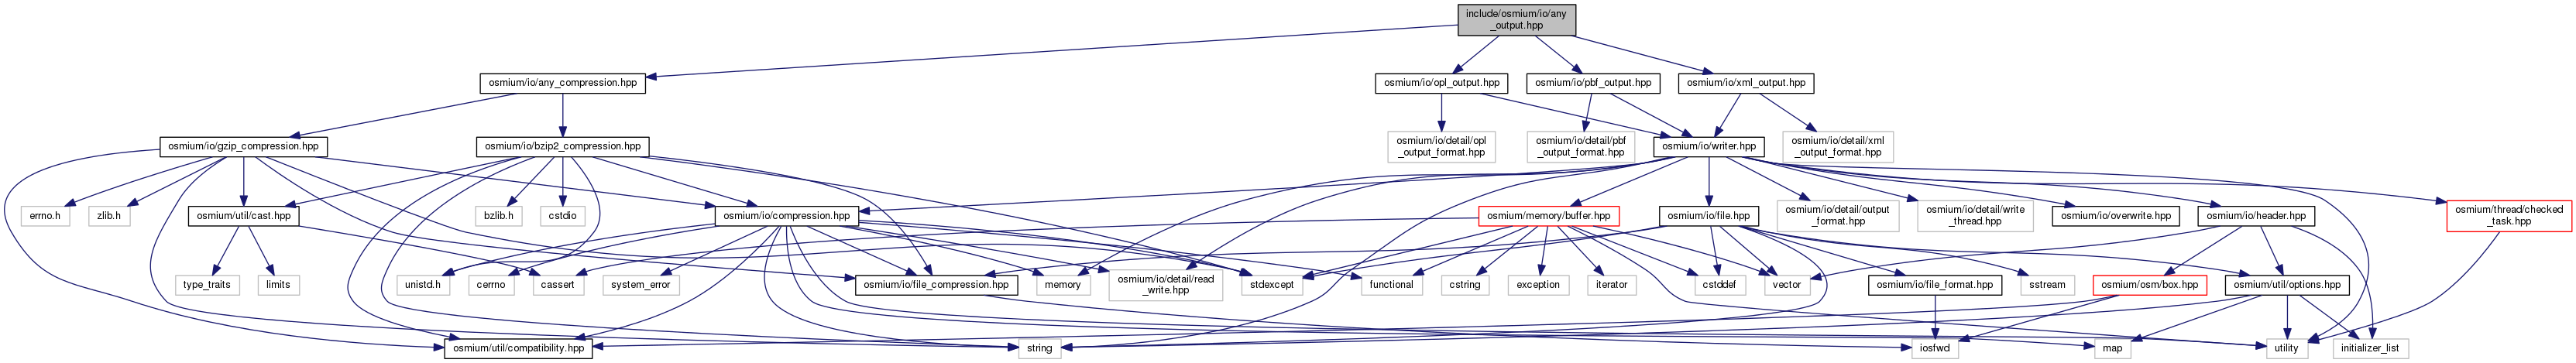 include/osmium/io/any
_output.hpp
osmium/io/any_compression.hpp
osmium/io/opl_output.hpp
osmium/io/pbf_output.hpp
osmium/io/xml_output.hpp
osmium/io/gzip_compression.hpp
osmium/io/bzip2_compression.hpp
osmium/io/detail/opl
_output_format.hpp
osmium/io/detail/pbf
_output_format.hpp
osmium/io/writer.hpp
osmium/io/detail/xml
_output_format.hpp
errno.h
zlib.h
osmium/util/cast.hpp
bzlib.h
cstdio
osmium/io/compression.hpp
osmium/memory/buffer.hpp
osmium/io/file.hpp
osmium/io/detail/output
_format.hpp
osmium/io/detail/write
_thread.hpp
osmium/io/overwrite.hpp
osmium/io/header.hpp
osmium/thread/checked
_task.hpp
type_traits
limits
unistd.h
cerrno
cassert
system_error
osmium/io/file_compression.hpp
memory
osmium/io/detail/read
_write.hpp
stdexcept
functional
cstring
exception
iterator
cstddef
vector
osmium/io/file_format.hpp
sstream
osmium/osm/box.hpp
osmium/util/options.hpp
osmium/util/compatibility.hpp
string
iosfwd
map
utility
initializer_list